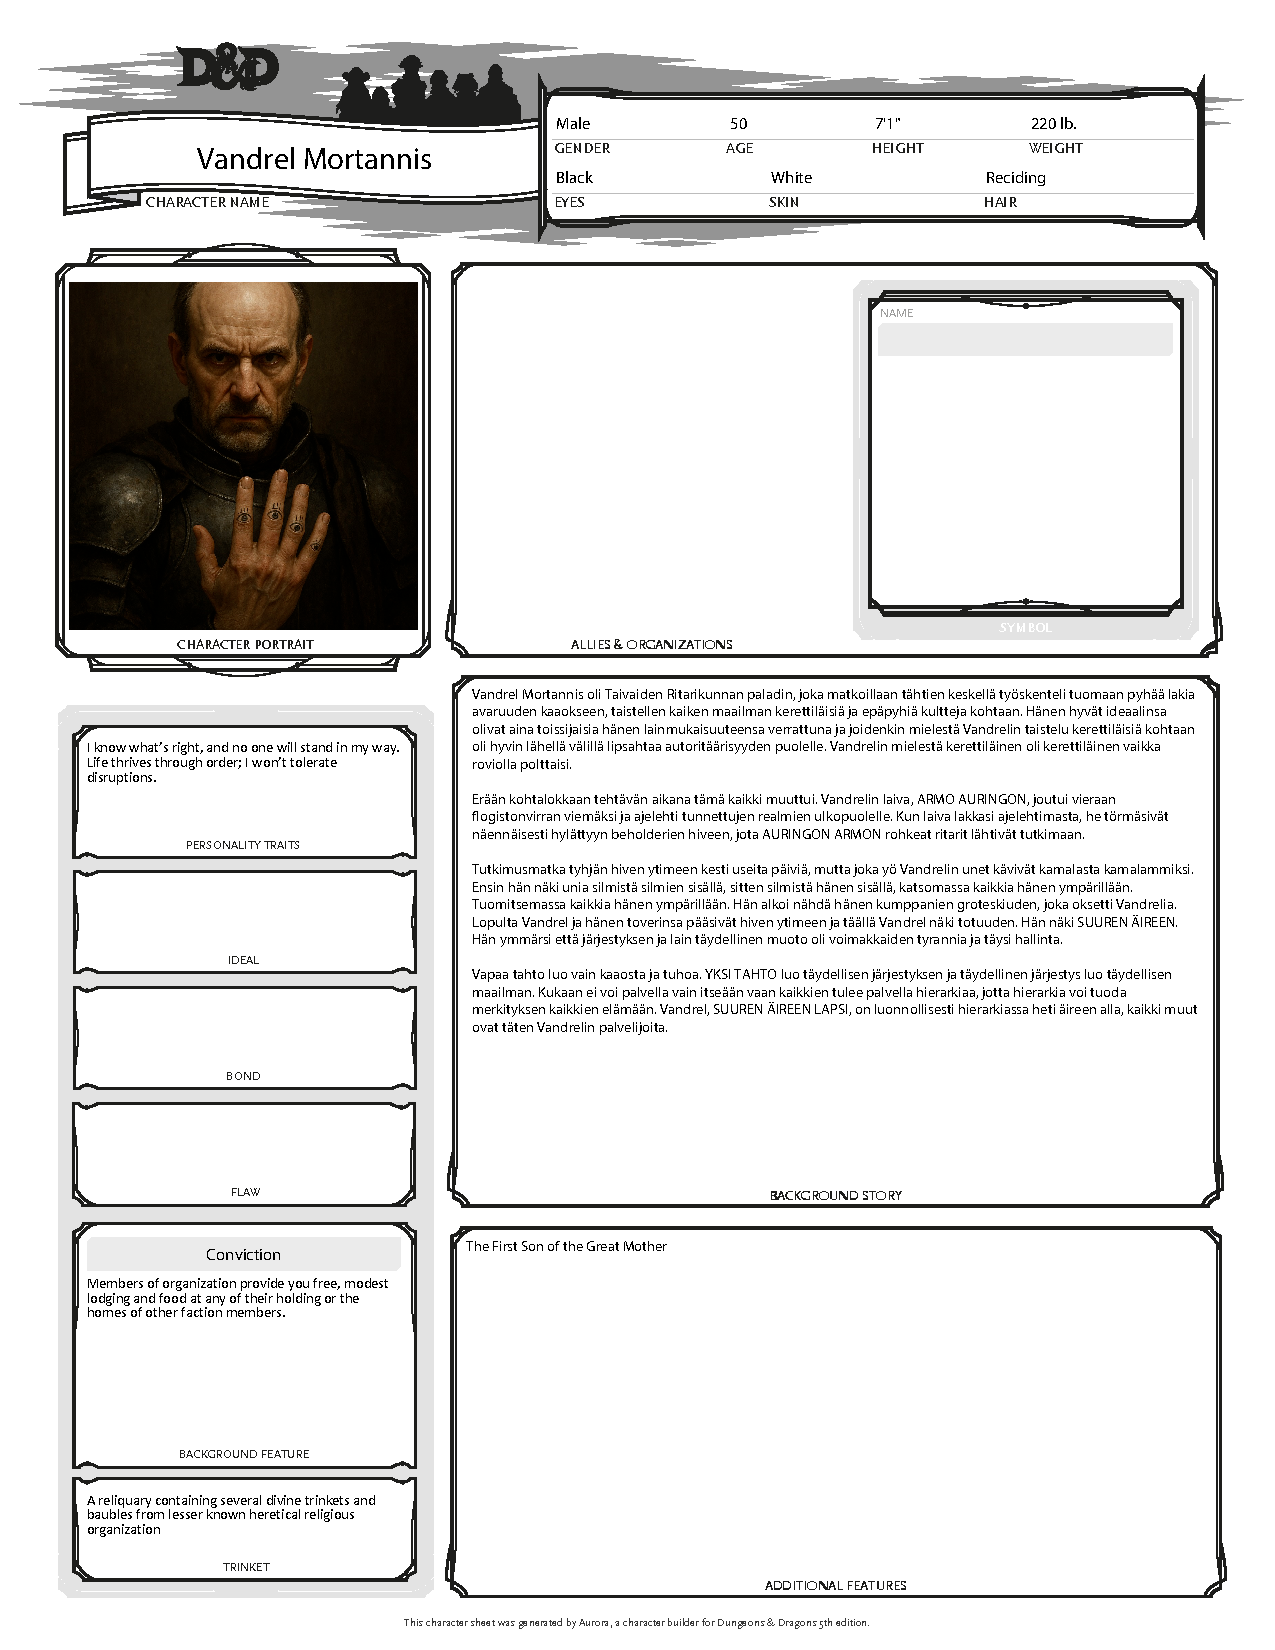 D&D
Male 50 7'1" 220 lb.
GENDER AGE HEIGHT WEIGHT
Vandrel Mortannis
Black White Reciding
CHARACTER NAME
EYES SKIN HAIR
NAME
SYMBOL
CHARACTER PORTRAIT
ALLIES & ORGANIZATIONS
I know what's right, and no one will stand in my way.
Life thrives through order; I won't tolerate
disruptions.
PERSONALITY TRAITS
IDEAL
BOND
FLAW
Conviction
Members of organization provide you free, modest
lodging and food at any of their holding or the
homes of other faction members.
BACKGROUND FEATURE
A reliquary containing several divine trinkets and
baubles from lesser known heretical religious
organization
TRINKET
Vandrel Mortannis oli Taivaiden Ritarikunnan paladin, joka matkoillaan tähtien keskellä työskenteli tuomaan pyhää lakia
avaruuden kaaokseen, taistellen kaiken maailman kerettiläisiä ja epäpyhiä kultteja kohtaan. Hänen hyvät ideaalinsa
olivat aina toissijaisia hänen lainmukaisuuteensa verrattuna ja joidenkin mielestä Vandrelin taistelu kerettiläisiä kohtaan
oli hyvin lähellä välillä lipsahtaa autoritäärisyyden puolelle. Vandrelin mielestä kerettiläinen oli kerettiläinen vaikka
roviolla polttaisi.
Erään kohtalokkaan tehtävän aikana tämä kaikki muuttui. Vandrelin laiva, ARMO AURINGON, joutui vieraan
flogistonvirran viemäksi ja ajelehti tunnettujen realmien ulkopuolelle. Kun laiva lakkasi ajelehtimasta, he törmäsivät
näennäisesti hylättyyn beholderien hiveen, jota AURINGON ARMON rohkeat ritarit lähtivät tutkimaan.
Tutkimusmatka tyhjän hiven ytimeen kesti useita päiviä, mutta joka yö Vandrelin unet kävivät kamalasta kamalammiksi.
Ensin hän näki unia silmistä silmien sisällä, sitten silmistä hänen sisällä, katsomassa kaikkia hänen ympärillään.
Tuomitsemassa kaikkia hänen ympärillään. Hän alkoi nähdä hänen kumppanien groteskiuden, joka oksetti Vandrelia.
Lopulta Vandrel ja hänen toverinsa pääsivät hiven ytimeen ja täällä Vandrel näki totuuden. Hän näki SUUREN ÄIREEN.
Hän ymmärsi että järjestyksen ja lain täydellinen muoto oli voimakkaiden tyrannia ja täysi hallinta.
Vapaa tahto luo vain kaaosta ja tuhoa. YKSI TAHTO luo täydellisen järjestyksen ja täydellinen järjestys luo täydellisen
maailman. Kukaan ei voi palvella vain itseään vaan kaikkien tulee palvella hierarkiaa, jotta hierarkia voi tuoda
merkityksen kaikkien elämään. Vandrel, SUUREN ÄIREEN LAPSI, on luonnollisesti hierarkiassa heti äireen alla, kaikki muut
ovat täten Vandrelin palvelijoita.
BACKGROUND STORY
The First Son of the Great Mother
ADDITIONAL FEATURES
This character sheet was generated by Aurora, a character builder for Dungeons & Dragons 5th edition.